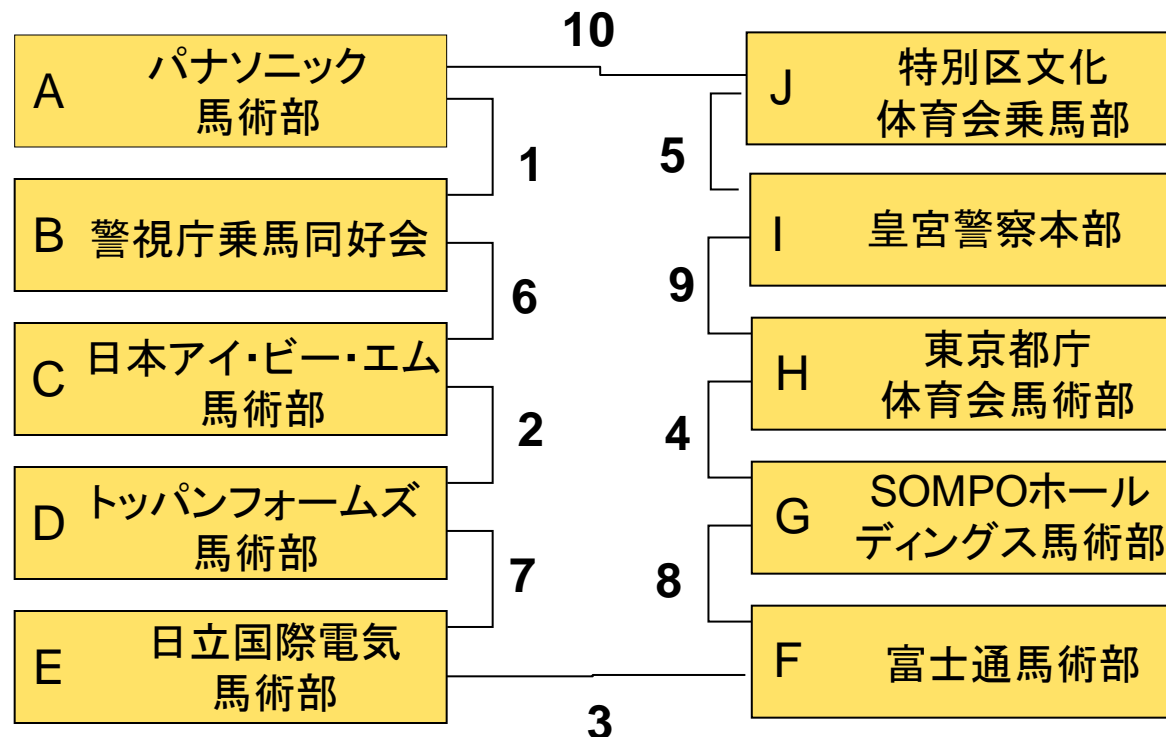 10
A
パナソニック
馬術部
1
B
警視庁乗馬同好会
6
C
日本アイ・ビー・エム
馬術部
2
D
トッパンフォームズ
馬術部
7
E
日立国際電気
馬術部
3
J
特別区文化
体育会乗馬部
5
I
皇宮警察本部
9
H
東京都庁
体育会馬術部
4
G
SOMPOホール
ディングス馬術部
8
F
富士通馬術部